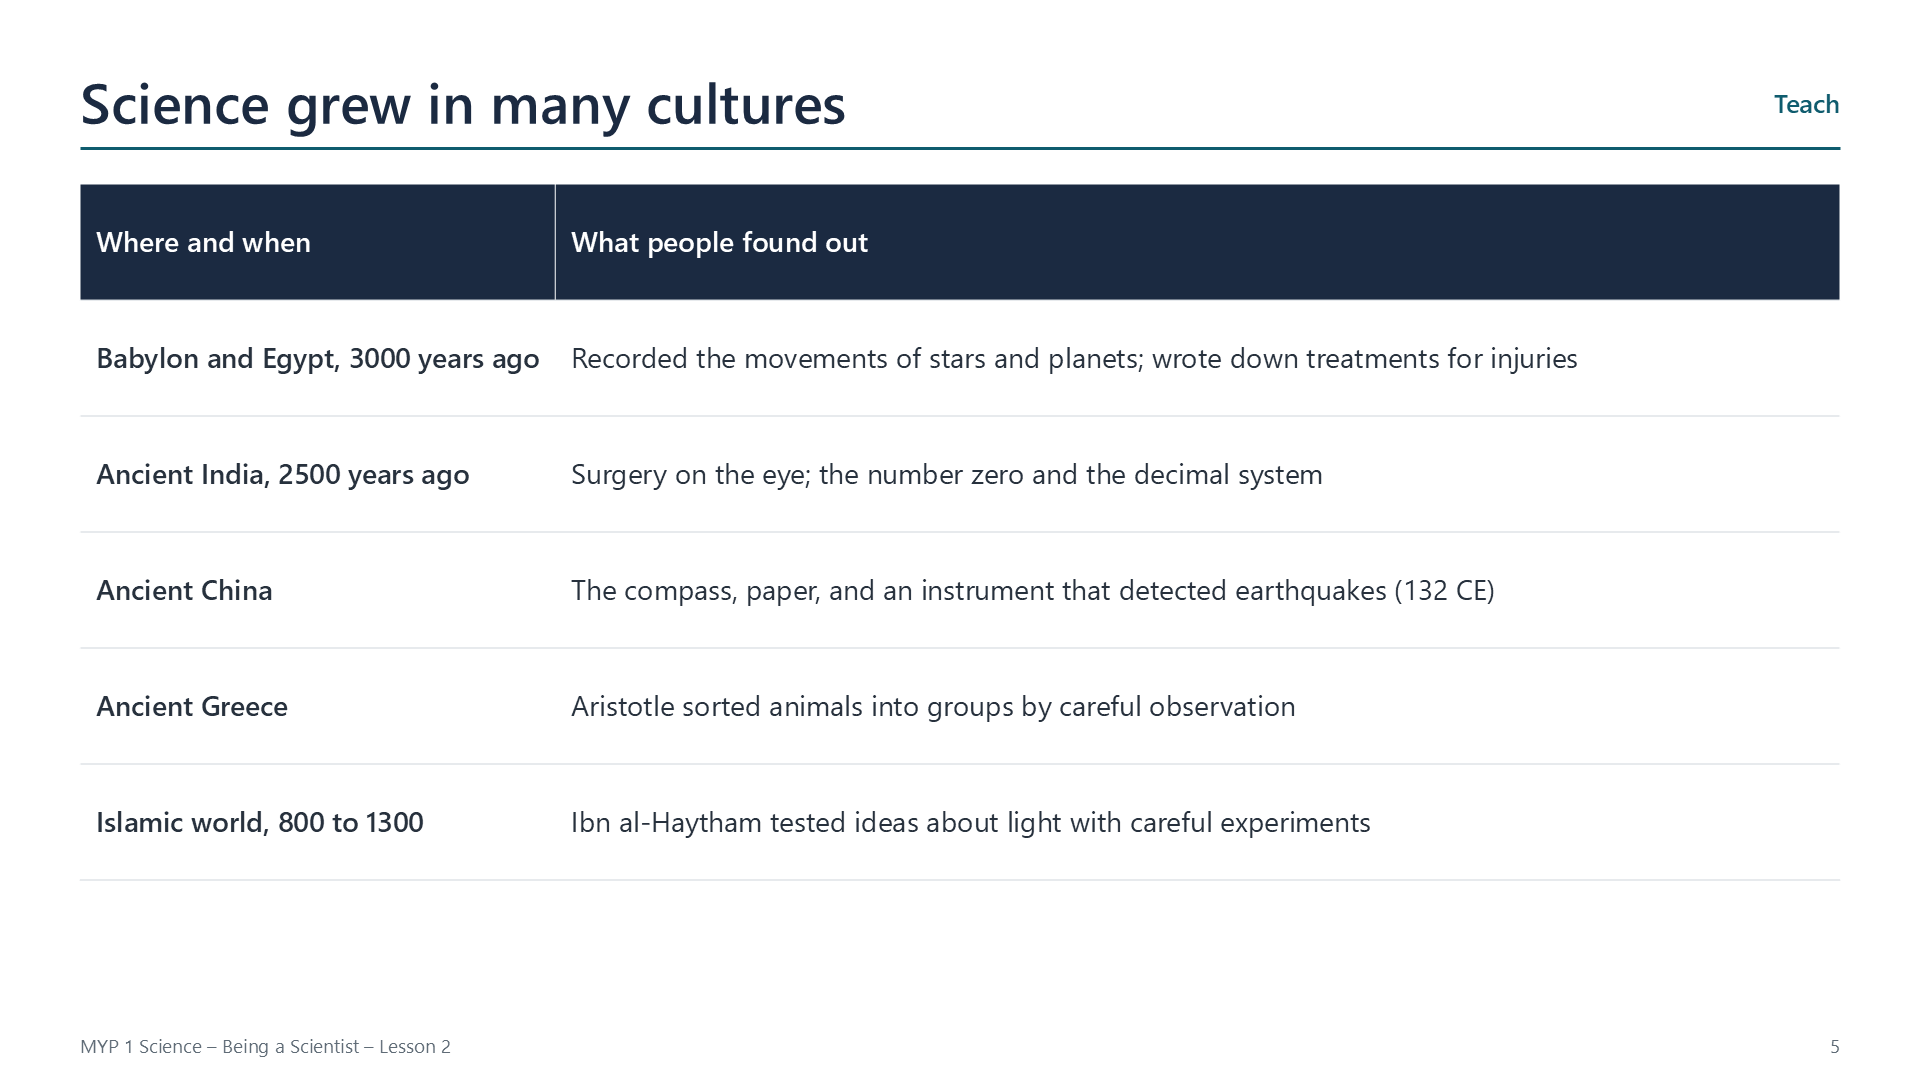 Science grew in many cultures
Teach
Where and when
What people found out
Babylon and Egypt, 3000 years ago
Recorded the movements of stars and planets; wrote down treatments for injuries
Ancient India, 2500 years ago
Surgery on the eye; the number zero and the decimal system
Ancient China
The compass, paper, and an instrument that detected earthquakes (132 CE)
Ancient Greece
Aristotle sorted animals into groups by careful observation
Islamic world, 800 to 1300
Ibn al-Haytham tested ideas about light with careful experiments
MYP 1 Science – Being a Scientist – Lesson 2
5